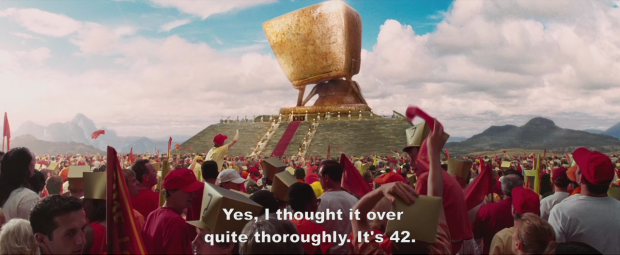 Yes, I thought it over
quite thoroughly. It's 42.